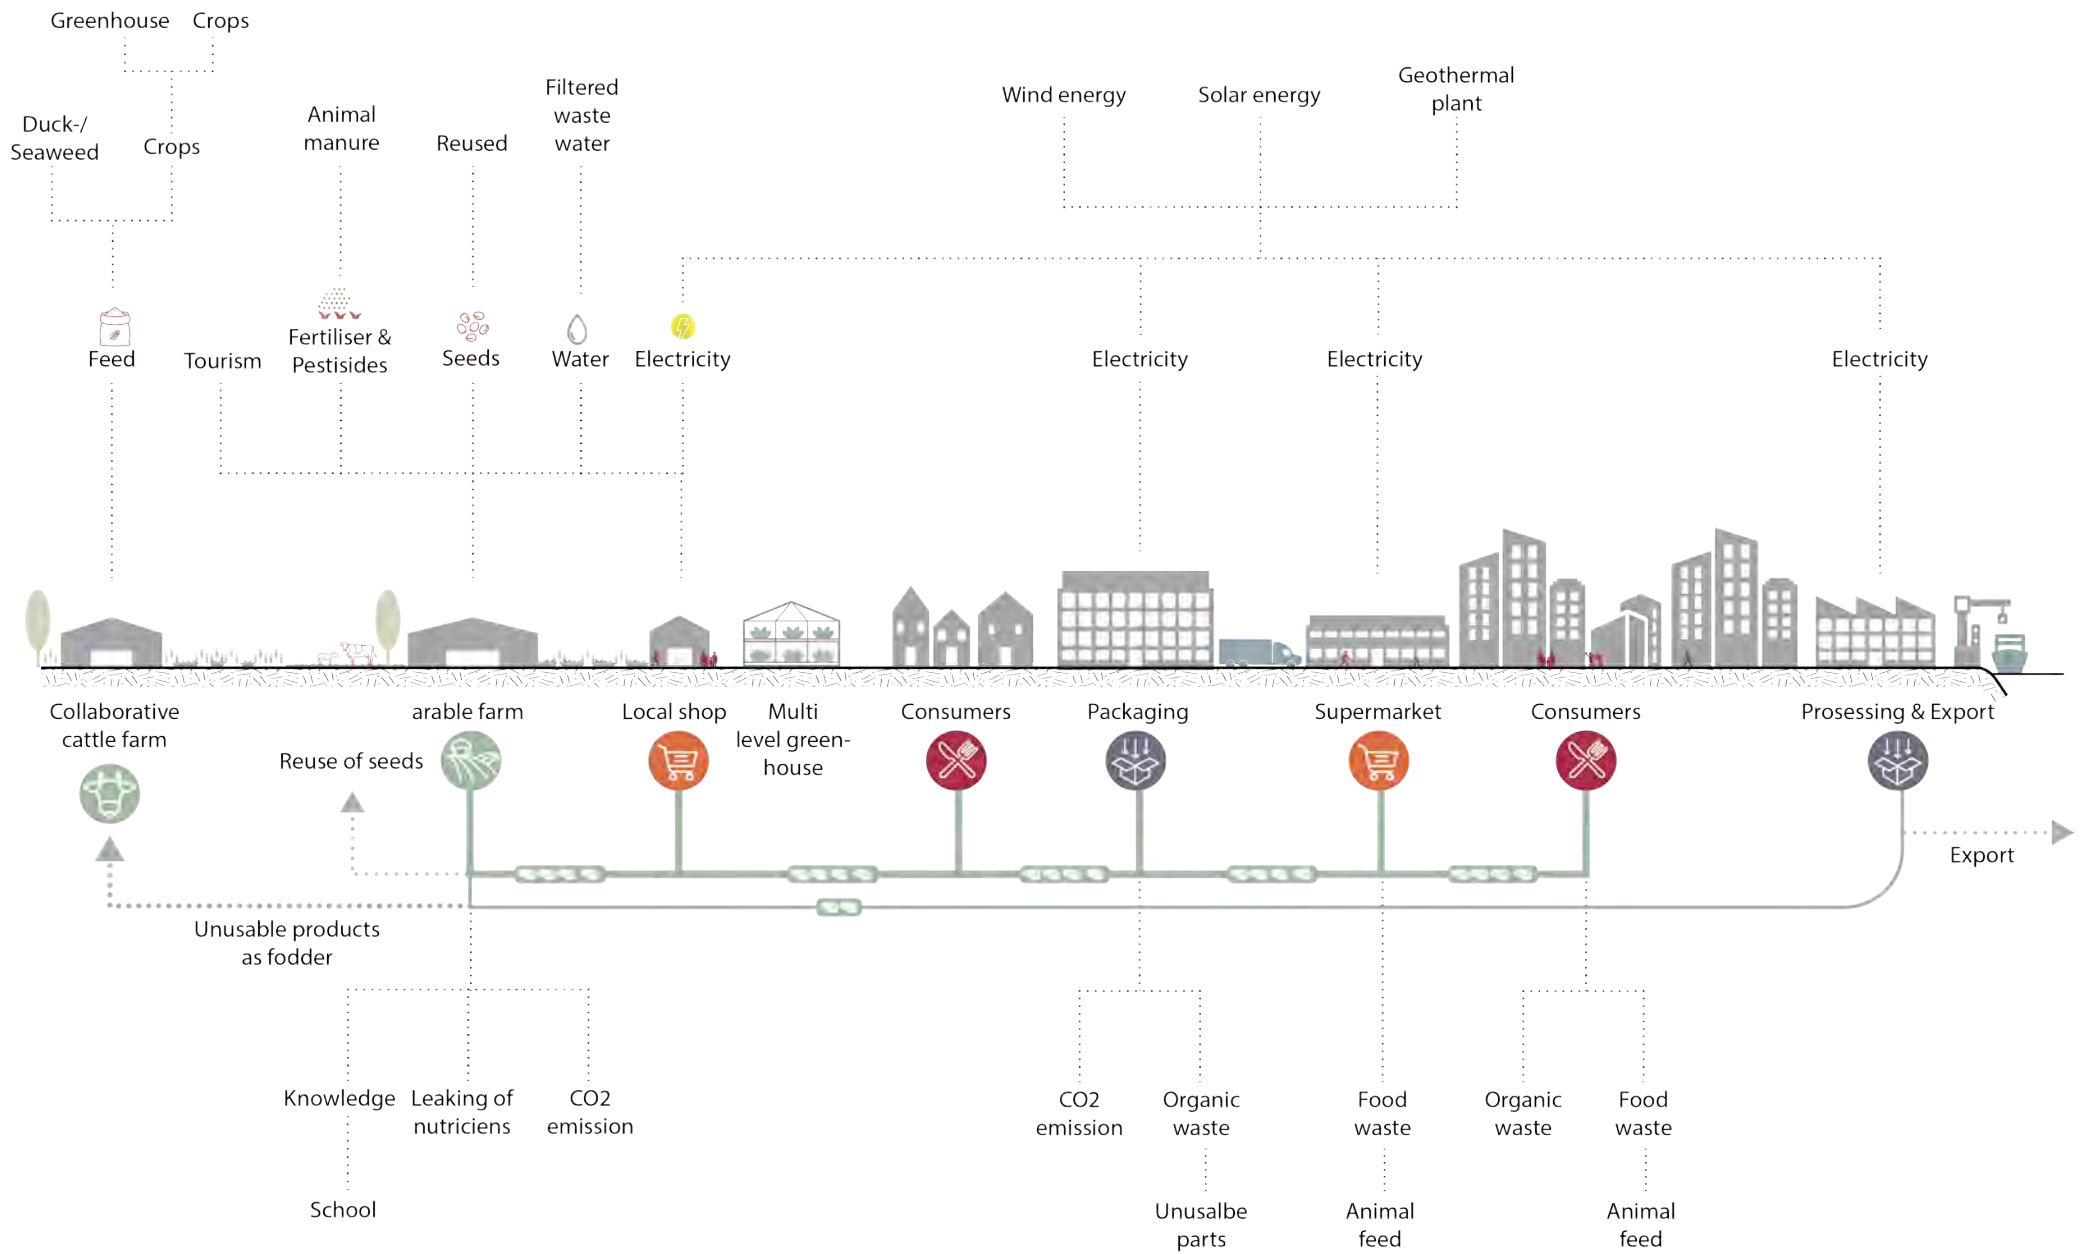 Greenhouse
Crops
Duck-/
Seaweed
Crops
Animal
manure
Reused
Filtered
waste
water
Wind energy
Solar energy
Geothermal
plant
Feed
Tourism
Fertiliser &
Pestisides
Seeds
Water
Electricity
Electricity
Electricity
Electricity
Collaborative
cattle farm
arable farm
Local shop
Multi
level green-
house
Consumers
Packaging
Supermarket
Consumers
Prosessing & Export
Reuse of seeds
Export
Unusable products
as fodder
Knowledge
Leaking of
nutriciens
CO2
emission
CO2
emission
Organic
waste
Food
waste
Organic
waste
Food
waste
School
Unusalbe
parts
Animal
feed
Animal
feed